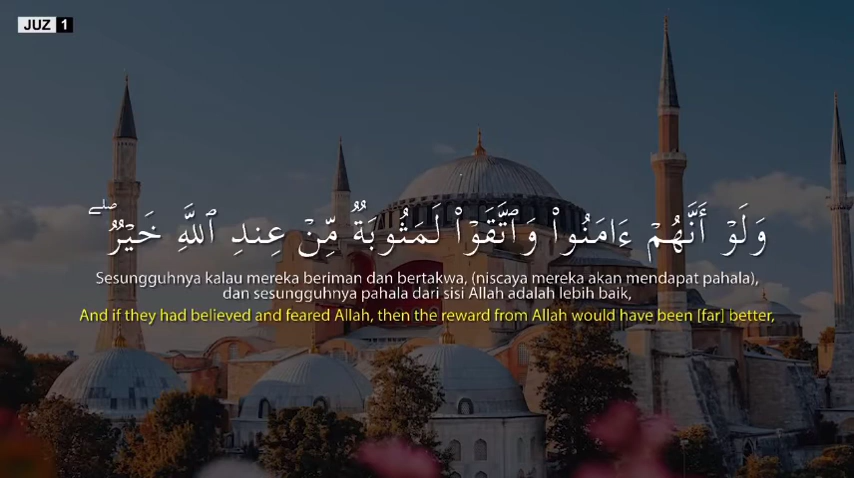 JUZ 1
وَلَوْ أَنَّهُمْ ءَامَنُوا۟ وَٱتَّقَوْا۟ لَمَثُوبَةٌ مِّنْ عِندِ ٱللَّهِ خَيْرٌ ۖ
Sesungguhnya kalau mereka beriman dan bertakwa, (niscaya mereka akan mendapat pahala),
dan sesungguhnya pahala dari sisi Allah adalah lebih baik,
And if they had believed and feared Allah, then the reward from Allah would have been [far] better,